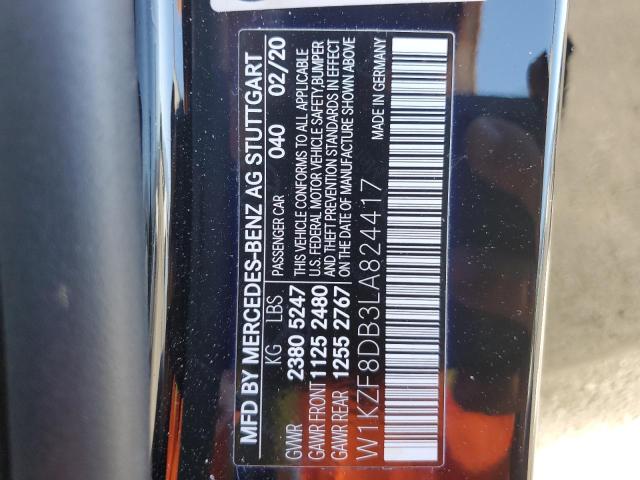 MFD BY MERCEDES-BENZ AG STUTTGART
PASSENGER CAR 040 02/20
KG LBS
GVWR 2380 5247
GAWR FRONT 1125 2480
GAWR REAR 1255 2767
THIS VEHICLE CONFORMS TO ALL APPLICABLE
U.S. FEDERAL MOTOR VEHICLE SAFETY,BUMPER
AND THEFT PREVENTION STANDARDS IN EFFECT
ON THE DATE OF MANUFACTURE SHOWN ABOVE
W1KZF8DB3LA824417 MADE IN GERMANY